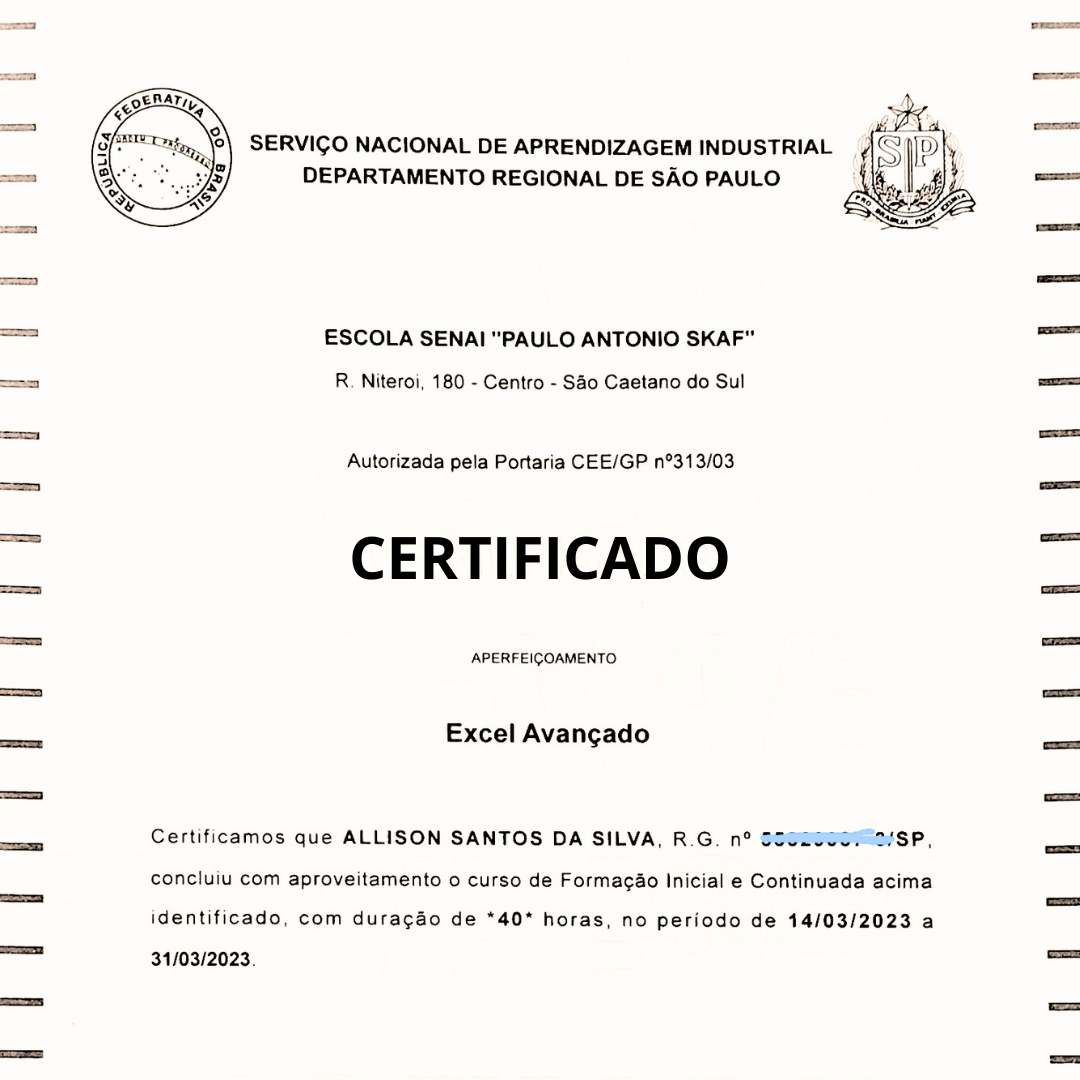 REPÚBLICA FEDERATIVA DO BRASIL
ORDEM E PROGRESSO
SERVIÇO NACIONAL DE APRENDIZAGEM INDUSTRIAL
DEPARTAMENTO REGIONAL DE SÃO PAULO
SP
PRO BRASILIA FIANT EXIMIA
ESCOLA SENAI "PAULO ANTONIO SKAF"
R. Niteroi, 180 - Centro - São Caetano do Sul
Autorizada pela Portaria CEE/GP nº313/03
CERTIFICADO
APERFEIÇOAMENTO
Excel Avançado
Certificamos que ALLISON SANTOS DA SILVA, R.G. nº /SP,
concluiu com aproveitamento o curso de Formação Inicial e Continuada acima
identificado, com duração de *40* horas, no período de 14/03/2023 a
31/03/2023.